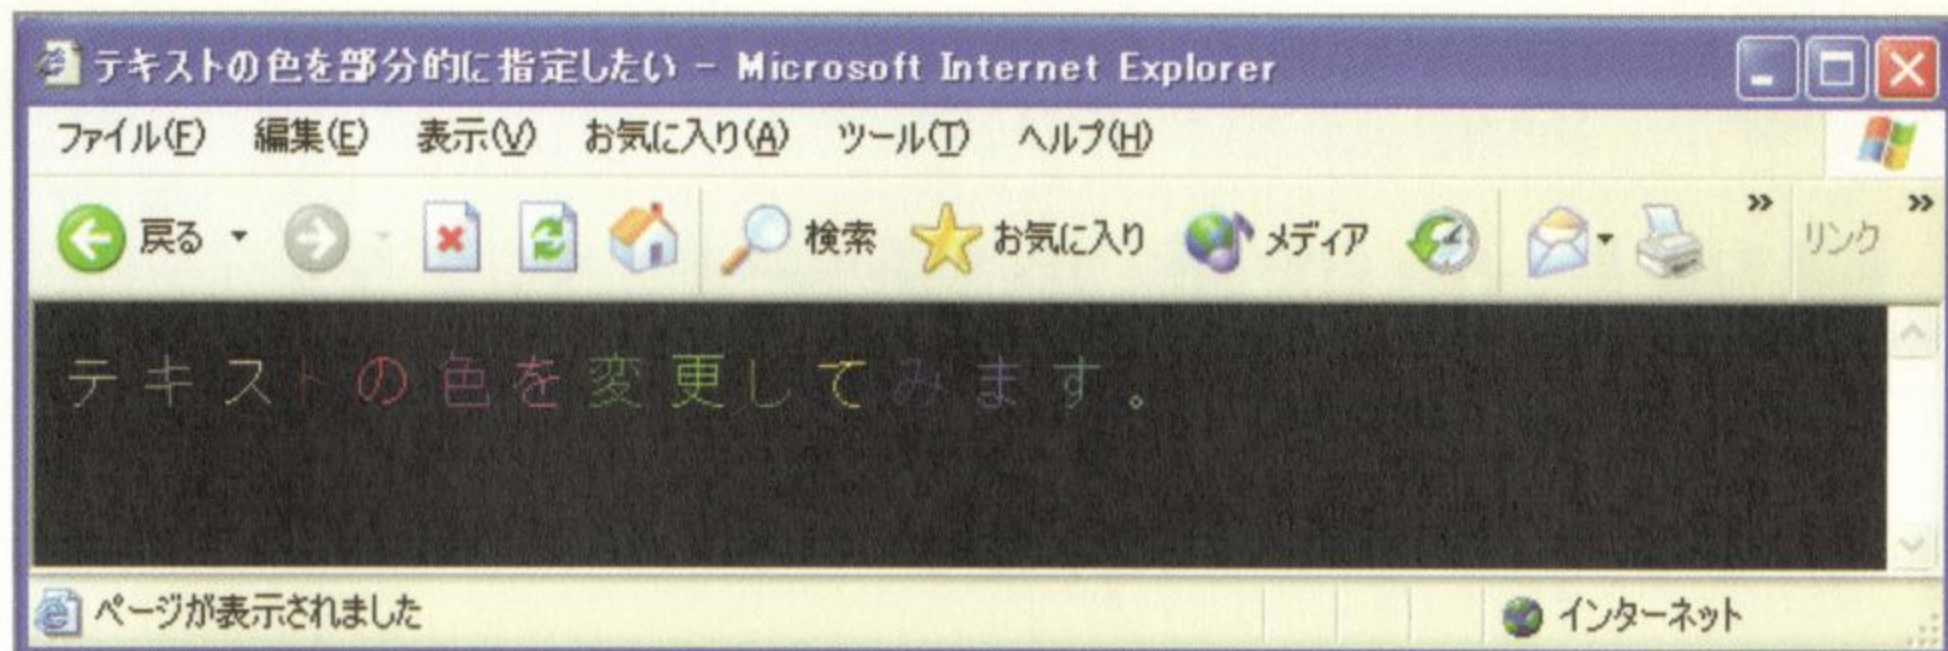 テキストの色を部分的に指定したい - Microsoft Internet Explorer
ファイル(F) 編集(E) 表示(V) お気に入り(A) ツール(T) ヘルプ(H)
戻る 検索 お気に入り メディア » リンク »
テキストの色を変更してみます。
ページが表示されました インターネット